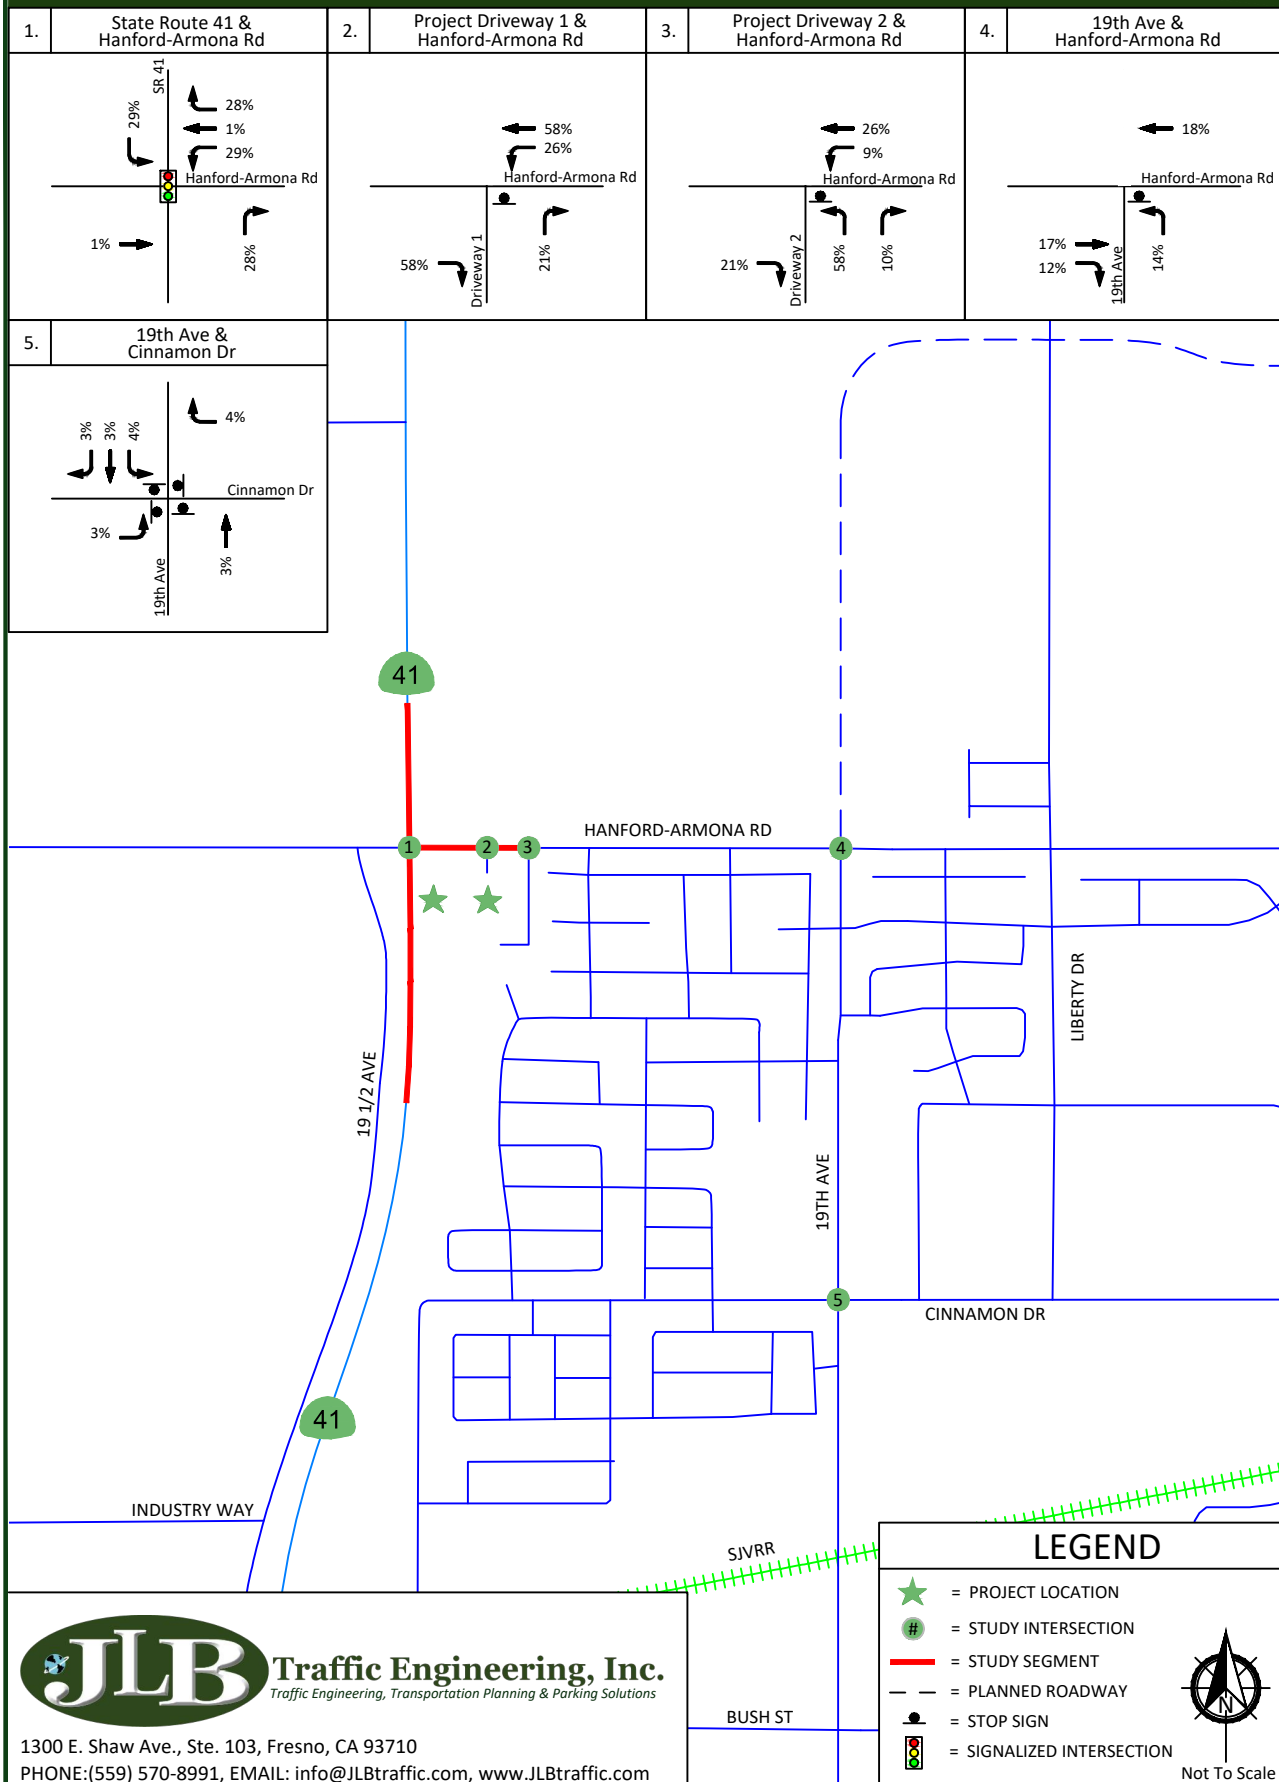 1.
State Route 41 &
Hanford-Armona Rd
SR 41
29%
28%
1%
29%
Hanford-Armona Rd
1%
28%
2.
Project Driveway 1 &
Hanford-Armona Rd
58%
26%
Hanford-Armona Rd
58%
Driveway 1
21%
3.
Project Driveway 2 &
Hanford-Armona Rd
26%
9%
Hanford-Armona Rd
21%
Driveway 2
58%
10%
4.
19th Ave &
Hanford-Armona Rd
18%
Hanford-Armona Rd
17%
12%
19th Ave
14%
5.
19th Ave &
Cinnamon Dr
3%
3%
4%
4%
Cinnamon Dr
3%
19th Ave
3%
41
HANFORD-ARMONA RD
1
2
3
4
LIBERTY DR
19 1/2 AVE
19TH AVE
5
CINNAMON DR
41
INDUSTRY WAY
SJVRR
BUSH ST
LEGEND
= PROJECT LOCATION
# = STUDY INTERSECTION
= STUDY SEGMENT
= PLANNED ROADWAY
= STOP SIGN
= SIGNALIZED INTERSECTION
N
Not To Scale
JLB Traffic Engineering, Inc.
Traffic Engineering, Transportation Planning & Parking Solutions
1300 E. Shaw Ave., Ste. 103, Fresno, CA 93710
PHONE:(559) 570-8991, EMAIL: info@JLBtraffic.com, www.JLBtraffic.com